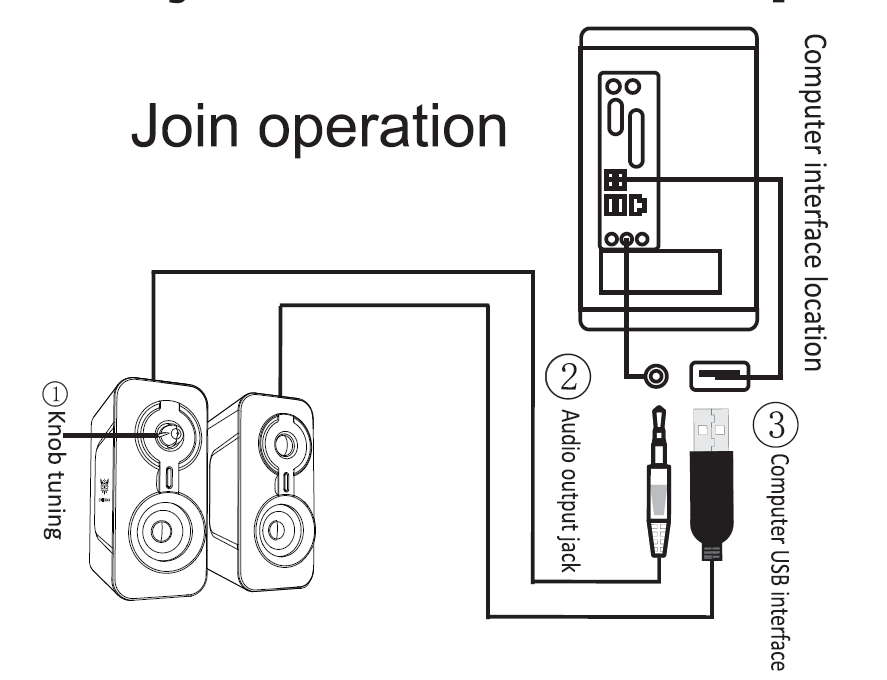 Join operation
Computer interface location
① Knob tuning
② Audio output jack
③ Computer USB interface